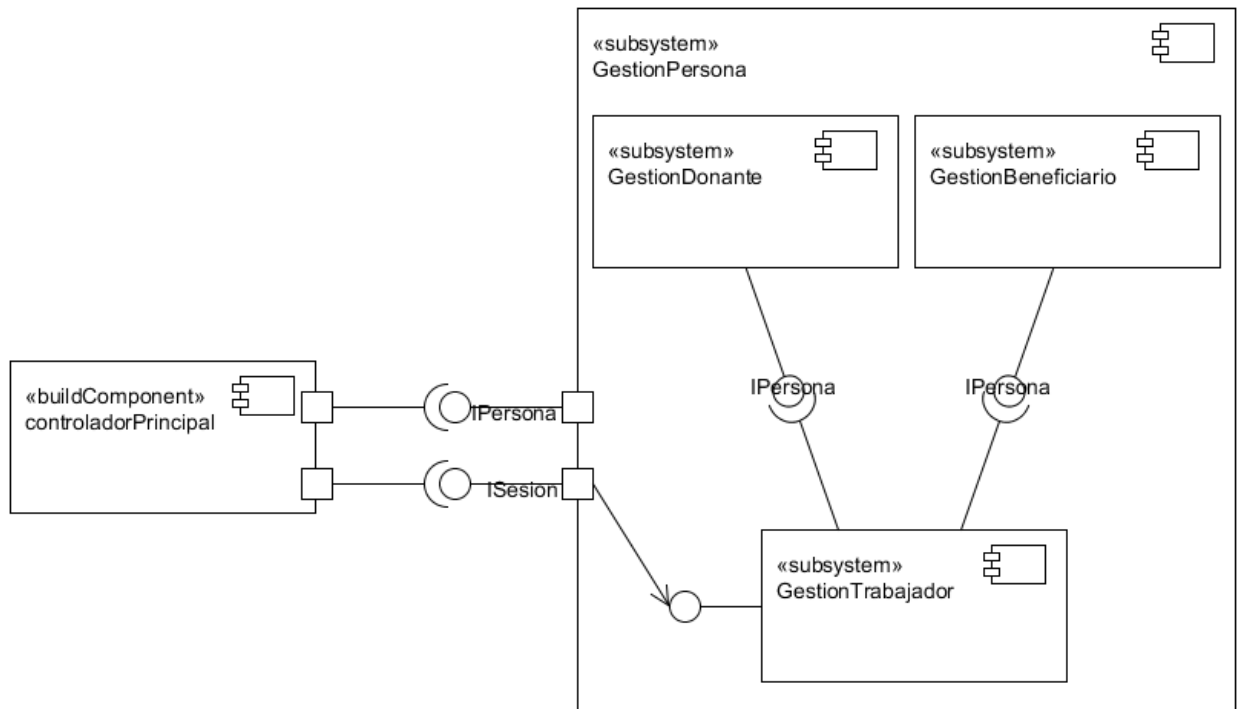 «subsystem»
GestionPersona
«subsystem»
GestionDonante
«subsystem»
GestionBeneficiario
«buildComponent»
controladorPrincipal
IPersona
IPersona
IPersona
ISesion
«subsystem»
GestionTrabajador